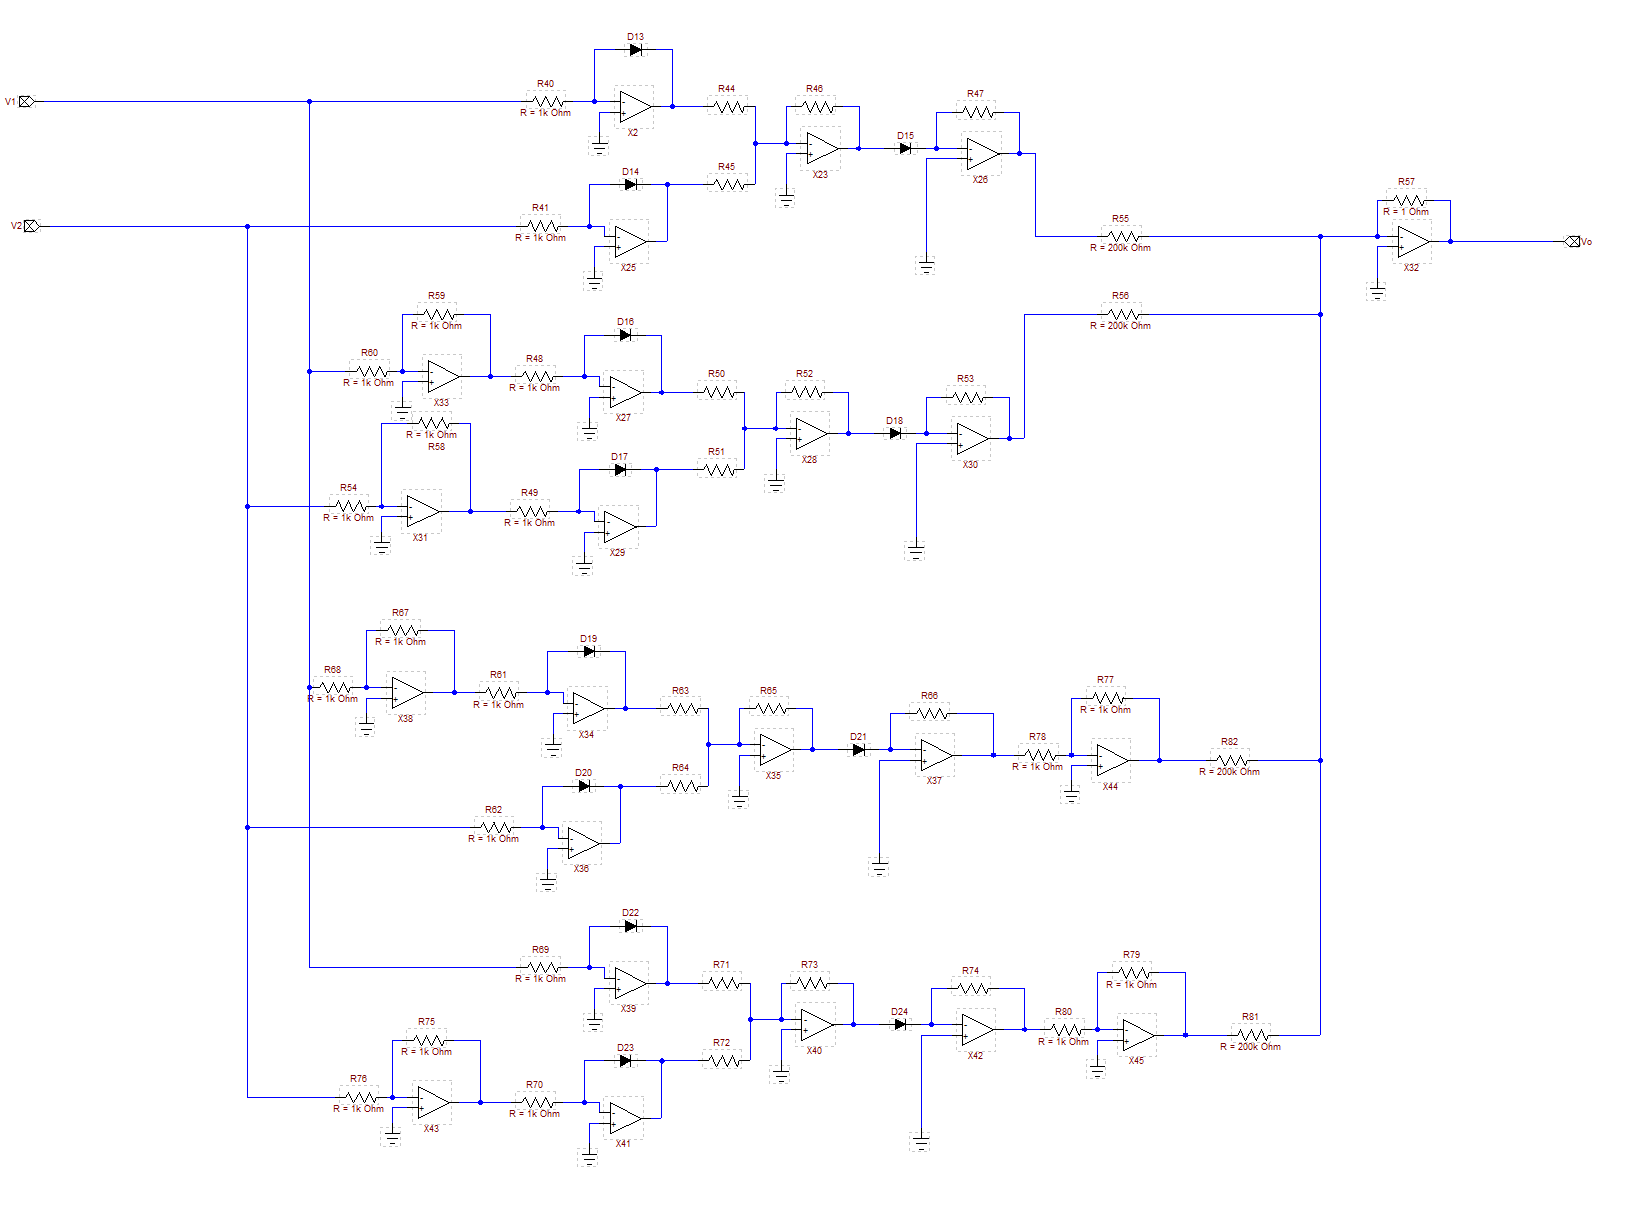 D13
V1
R40
R = 1k Ohm
-
+
X2
R44
R46
-
+
X23
D15
R47
-
+
X26
D14
R45
V2
R41
R = 1k Ohm
-
+
X25
R55
R = 200k Ohm
R57
R = 1 Ohm
-
+
X32
Vo
R59
R = 1k Ohm
R60
R = 1k Ohm
-
+
X33
R48
R = 1k Ohm
D16
-
+
X27
R50
R52
-
+
X28
D18
R53
-
+
X30
R56
R = 200k Ohm
R = 1k Ohm
R58
R54
R = 1k Ohm
-
+
X31
R49
R = 1k Ohm
D17
-
+
X29
R51
R67
R = 1k Ohm
R68
R = 1k Ohm
-
+
X38
R61
R = 1k Ohm
D19
-
+
X34
R63
R65
-
+
X35
D21
R66
-
+
X37
R78
R = 1k Ohm
R77
R = 1k Ohm
-
+
X44
R82
R = 200k Ohm
D20
R64
R62
R = 1k Ohm
-
+
X36
D22
R69
R = 1k Ohm
-
+
X39
R71
R73
-
+
X40
D24
R74
-
+
X42
R80
R = 1k Ohm
R79
R = 1k Ohm
-
+
X45
R81
R = 200k Ohm
R75
R = 1k Ohm
R76
R = 1k Ohm
-
+
X43
R70
R = 1k Ohm
D23
-
+
X41
R72